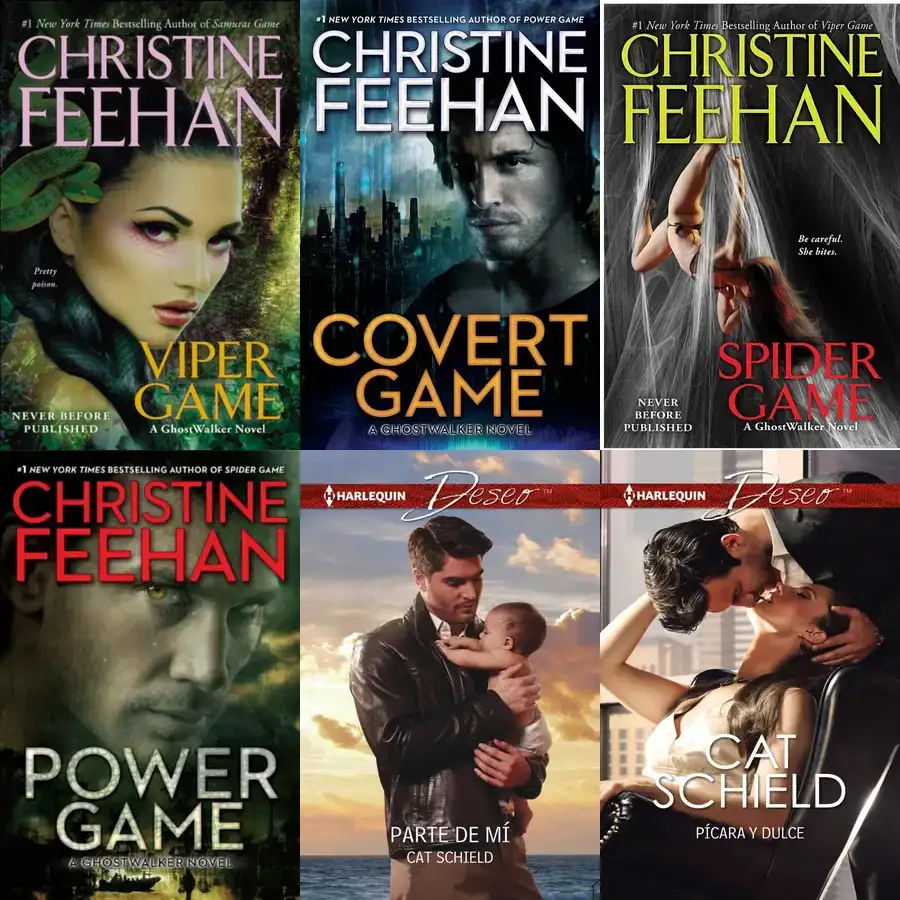 #1 New York Times Bestselling Author of Samurai Game
CHRISTINE
FEEHAN
Pretty
poison.
VIPER
GAME
NEVER BEFORE
PUBLISHED
A GhostWalker Novel
#1 NEW YORK TIMES BESTSELLING AUTHOR OF POWER GAME
CHRISTINE
FEEHAN
COVERT
GAME
A GHOSTWALKER NOVEL
#1 New York Times Bestselling Author of Viper Game
CHRISTINE
FEEHAN
Be careful.
She bites.
SPIDER
GAME
NEVER
BEFORE
PUBLISHED
A GhostWalker Novel
#1 NEW YORK TIMES BESTSELLING AUTHOR OF SPIDER GAME
CHRISTINE
FEEHAN
POWER
GAME
A GHOSTWALKER NOVEL
HARLEQUIN Deseo™
PARTE DE MÍ
CAT SCHIELD
HARLEQUIN Deseo™
CAT
SCHIELD
PÍCARA Y DULCE